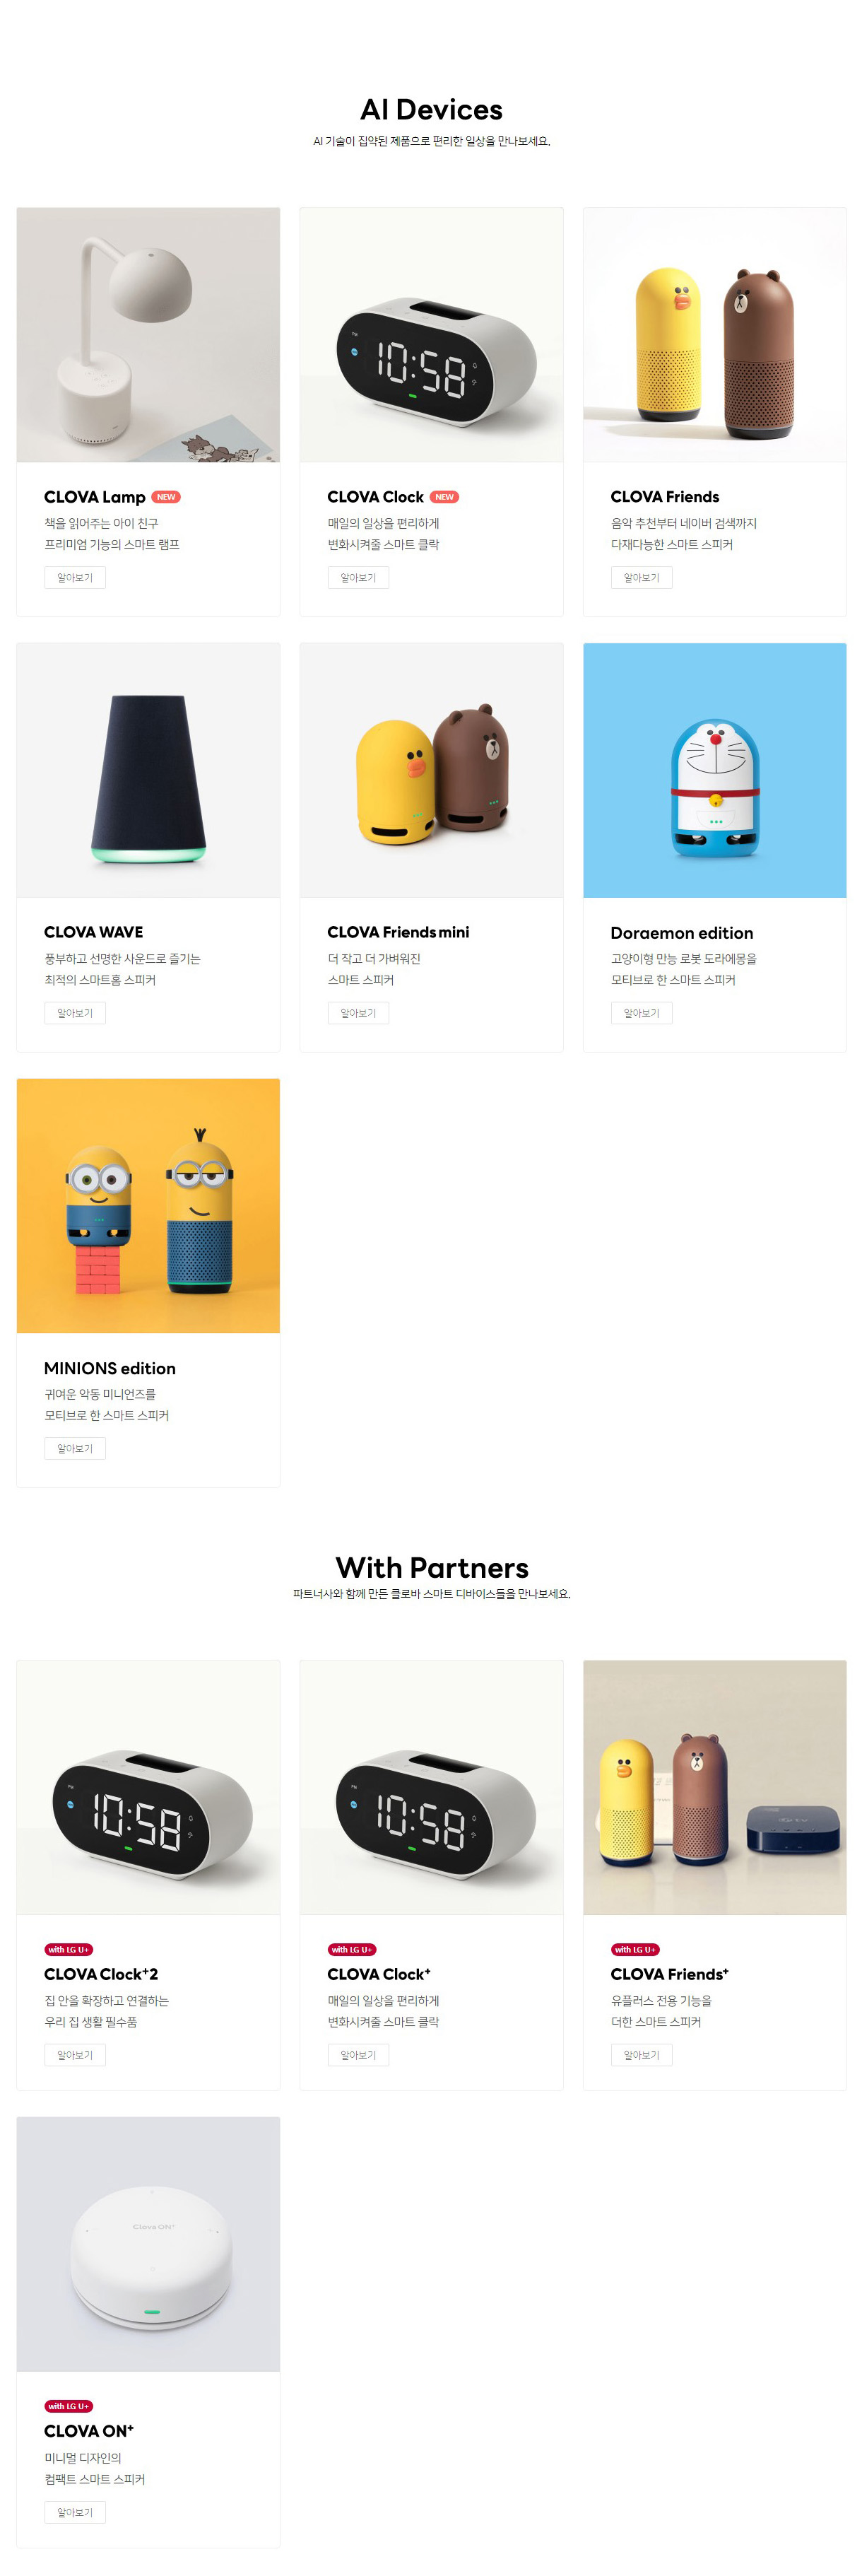 AI Devices
AI 기술이 집약된 제품으로 편리한 일상을 만나보세요.
10:58
10:58
CLOVA Lamp NEW
책을 읽어주는 아이 친구
프리미엄 기능의 스마트 램프
알아보기
CLOVA Clock NEW
매일의 일상을 편리하게
변화시켜줄 스마트 클락
알아보기
CLOVA Friends
음악 추천부터 네이버 검색까지
다재다능한 스마트 스피커
알아보기
CLOVA WAVE
풍부하고 선명한 사운드로 즐기는
최적의 스마트홈 스피커
알아보기
CLOVA Friends mini
더 작고 더 가벼워진
스마트 스피커
알아보기
Doraemon edition
고양이형 만능 로봇 도라에몽을
모티브로 한 스마트 스피커
알아보기
MINIONS edition
귀여운 악동 미니언즈를
모티브로 한 스마트 스피커
알아보기
With Partners
파트너사와 함께 만든 클로바 스마트 디바이스들을 만나보세요.
10:58
with LG U+
CLOVA Clock+2
집 안을 확장하고 연결하는
우리 집 생활 필수품
알아보기
10:58
with LG U+
CLOVA Clock+
매일의 일상을 편리하게
변화시켜줄 스마트 클락
알아보기
with LG U+
CLOVA Friends+
유플러스 전용 기능을
더한 스마트 스피커
알아보기
Clova ON+
with LG U+
CLOVA ON+
미니멀 디자인의
컴팩트 스마트 스피커
알아보기